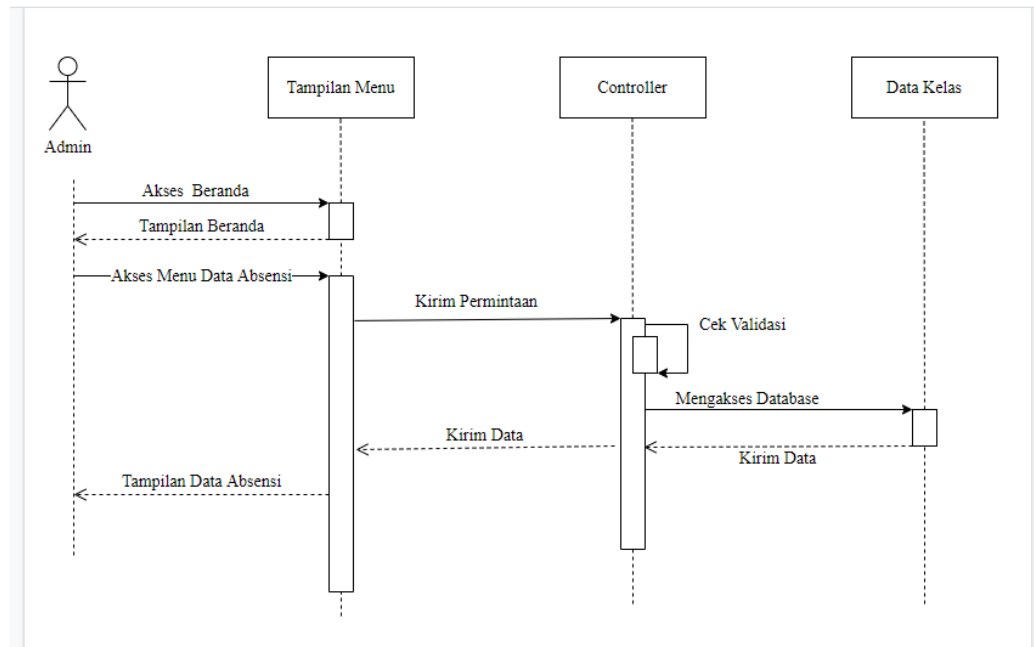 Tampilan Menu
Controller
Data Kelas
Admin
Akses Beranda
Tampilan Beranda
Akses Menu Data Absensi
Kirim Permintaan
Cek Validasi
Mengakses Database
Kirim Data
Kirim Data
Tampilan Data Absensi